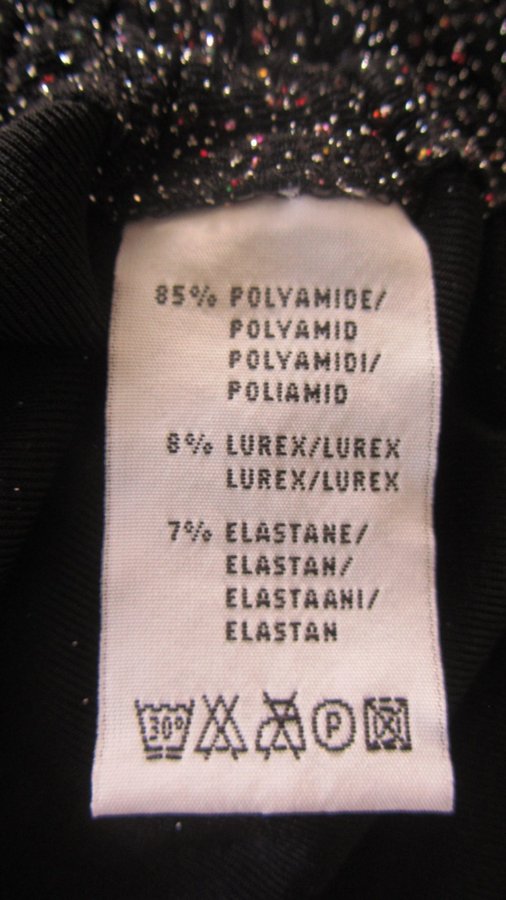 85% POLYAMIDE/
POLYAMID
POLYAMIDI/
POLIAMID
8% LUREX/LUREX
LUREX/LUREX
7% ELASTANE/
ELASTAN/
ELASTAANI/
ELASTAN
30° P